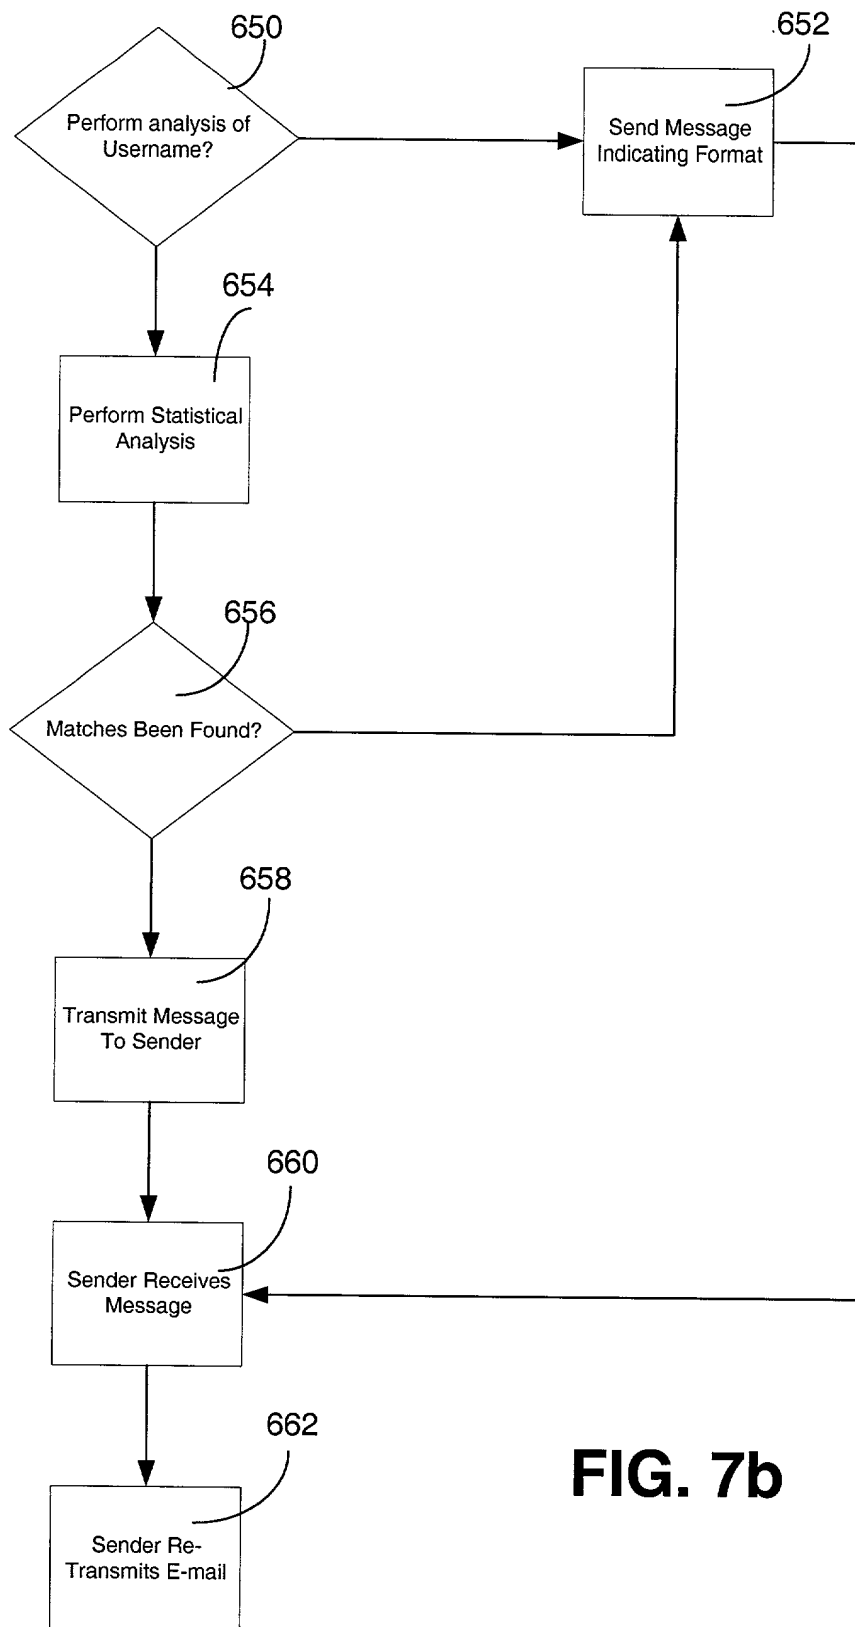 650
Perform analysis of
Username?
652
Send Message
Indicating Format
654
Perform Statistical
Analysis
656
Matches Been Found?
658
Transmit Message
To Sender
660
Sender Receives
Message
662
Sender Re-
Transmits E-mail
FIG. 7b